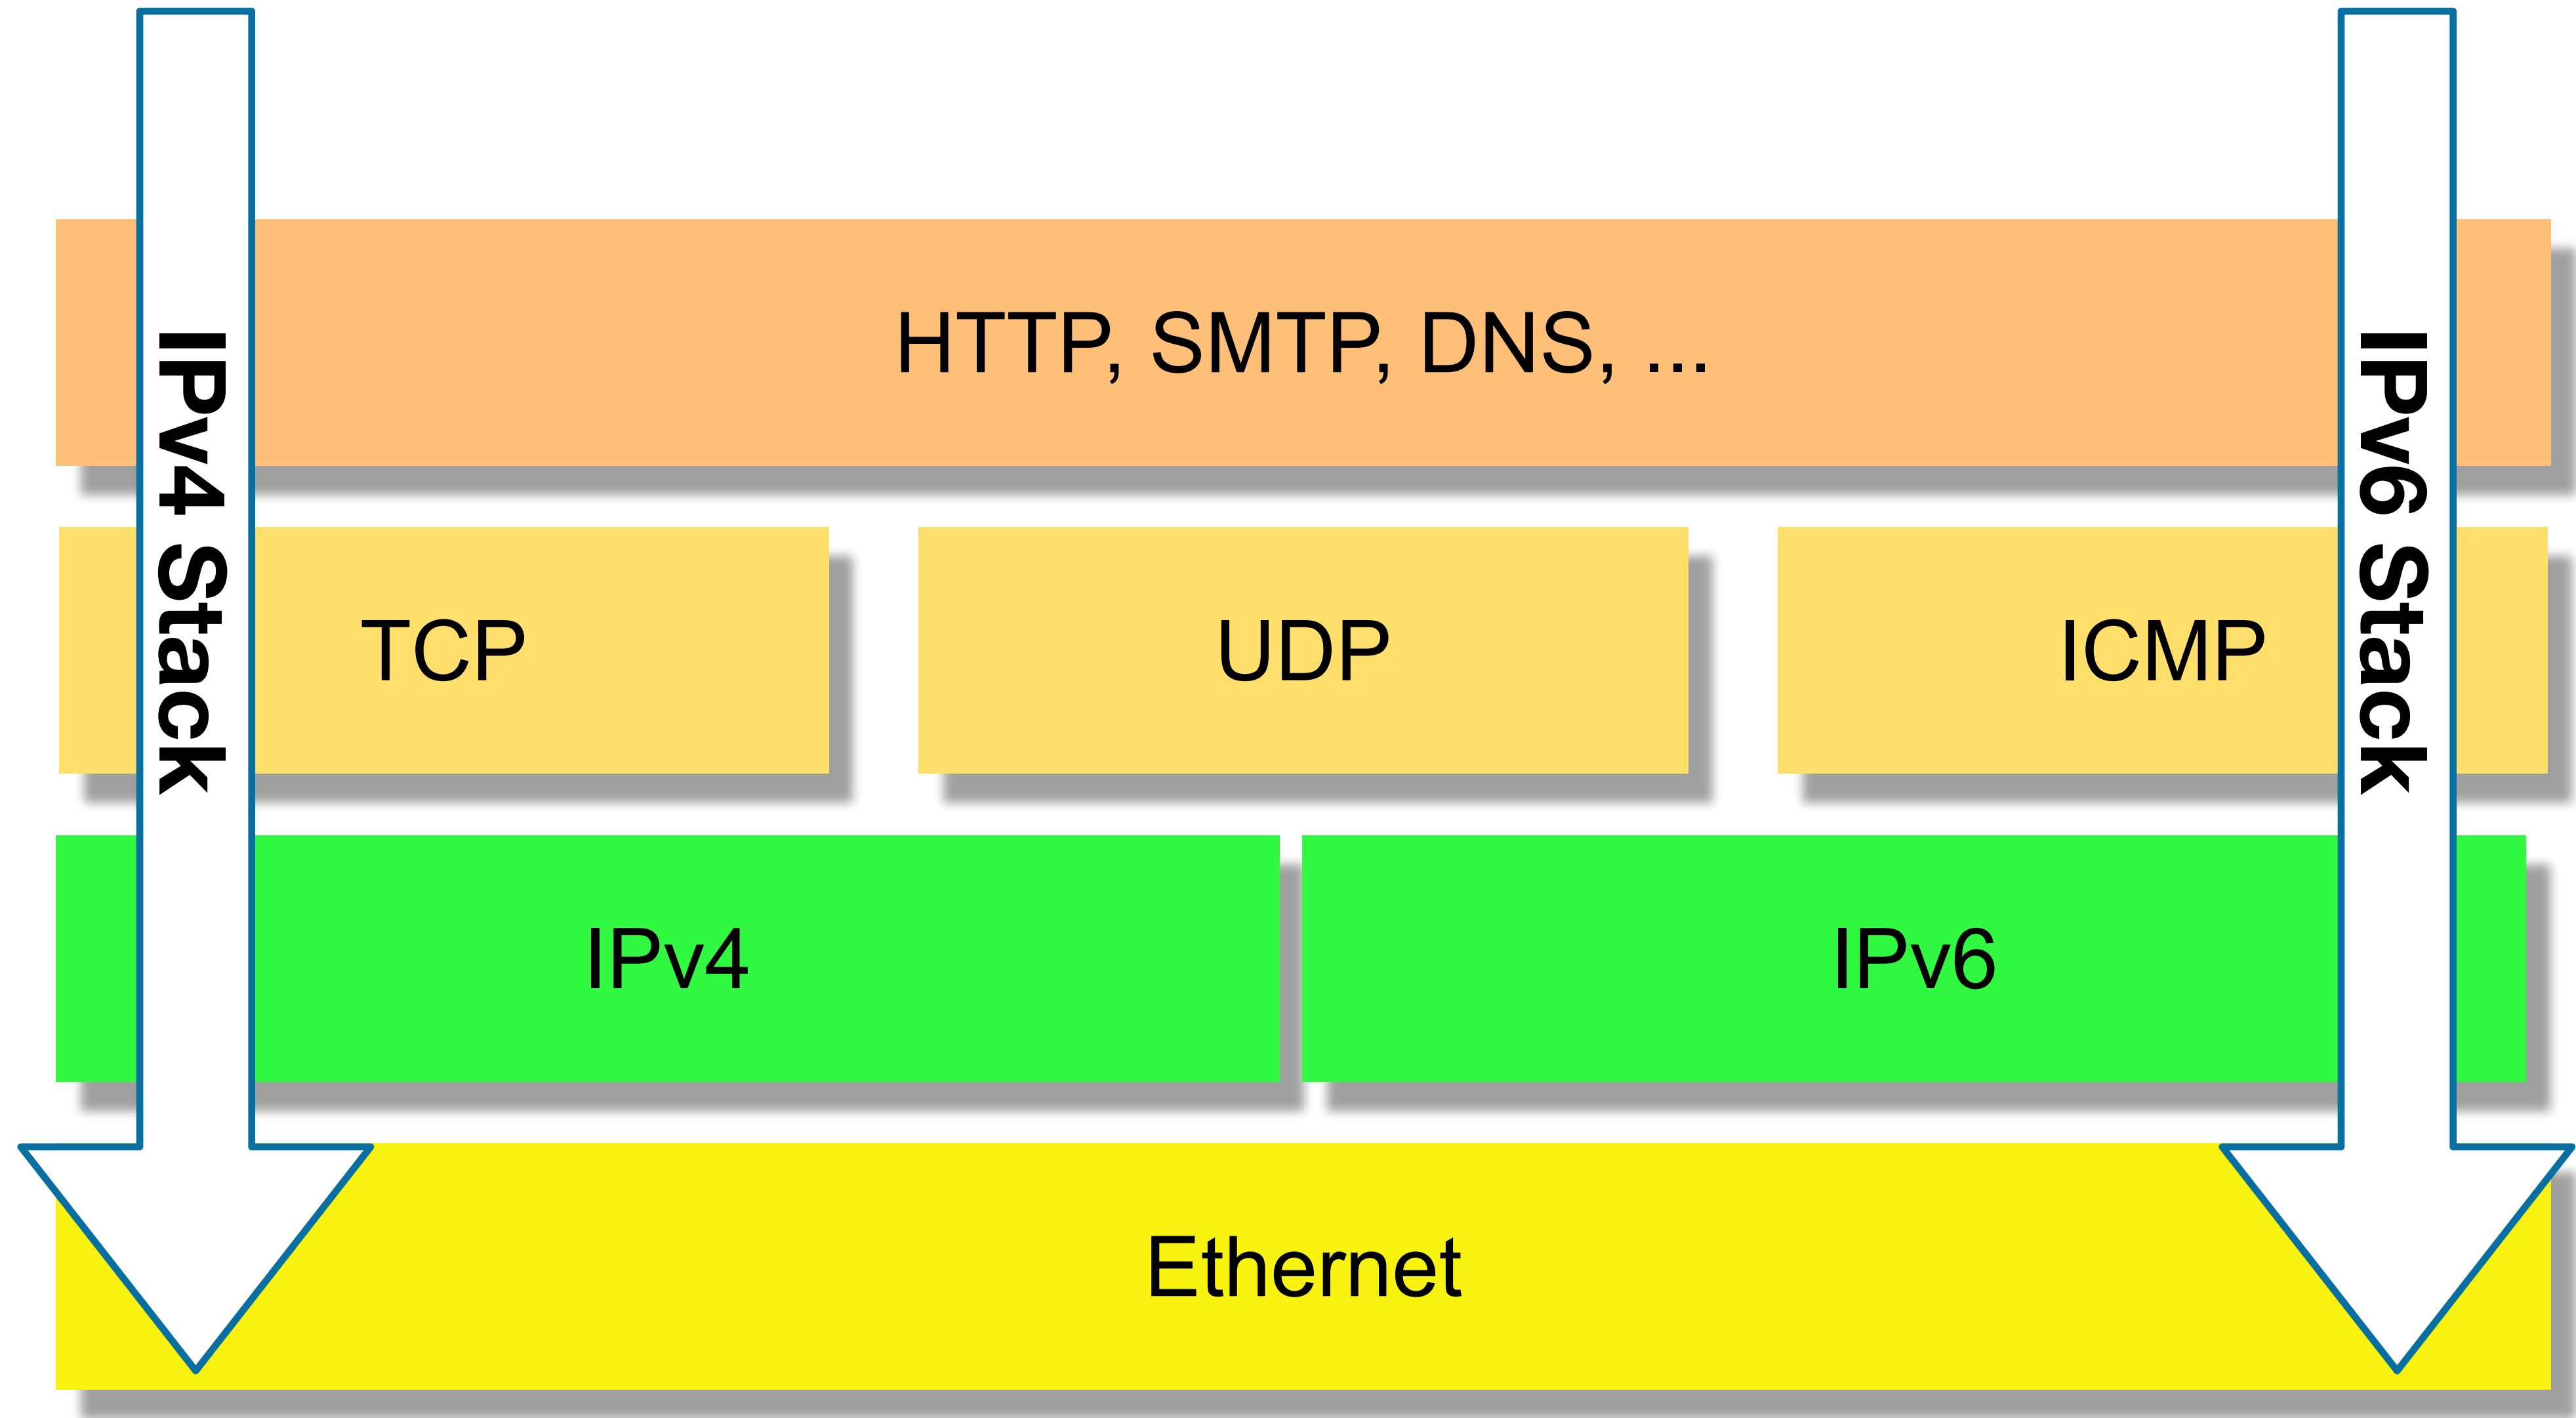 IPv4 Stack
IPv6 Stack
HTTP, SMTP, DNS, ...
TCP
UDP
ICMP
IPv4
IPv6
Ethernet